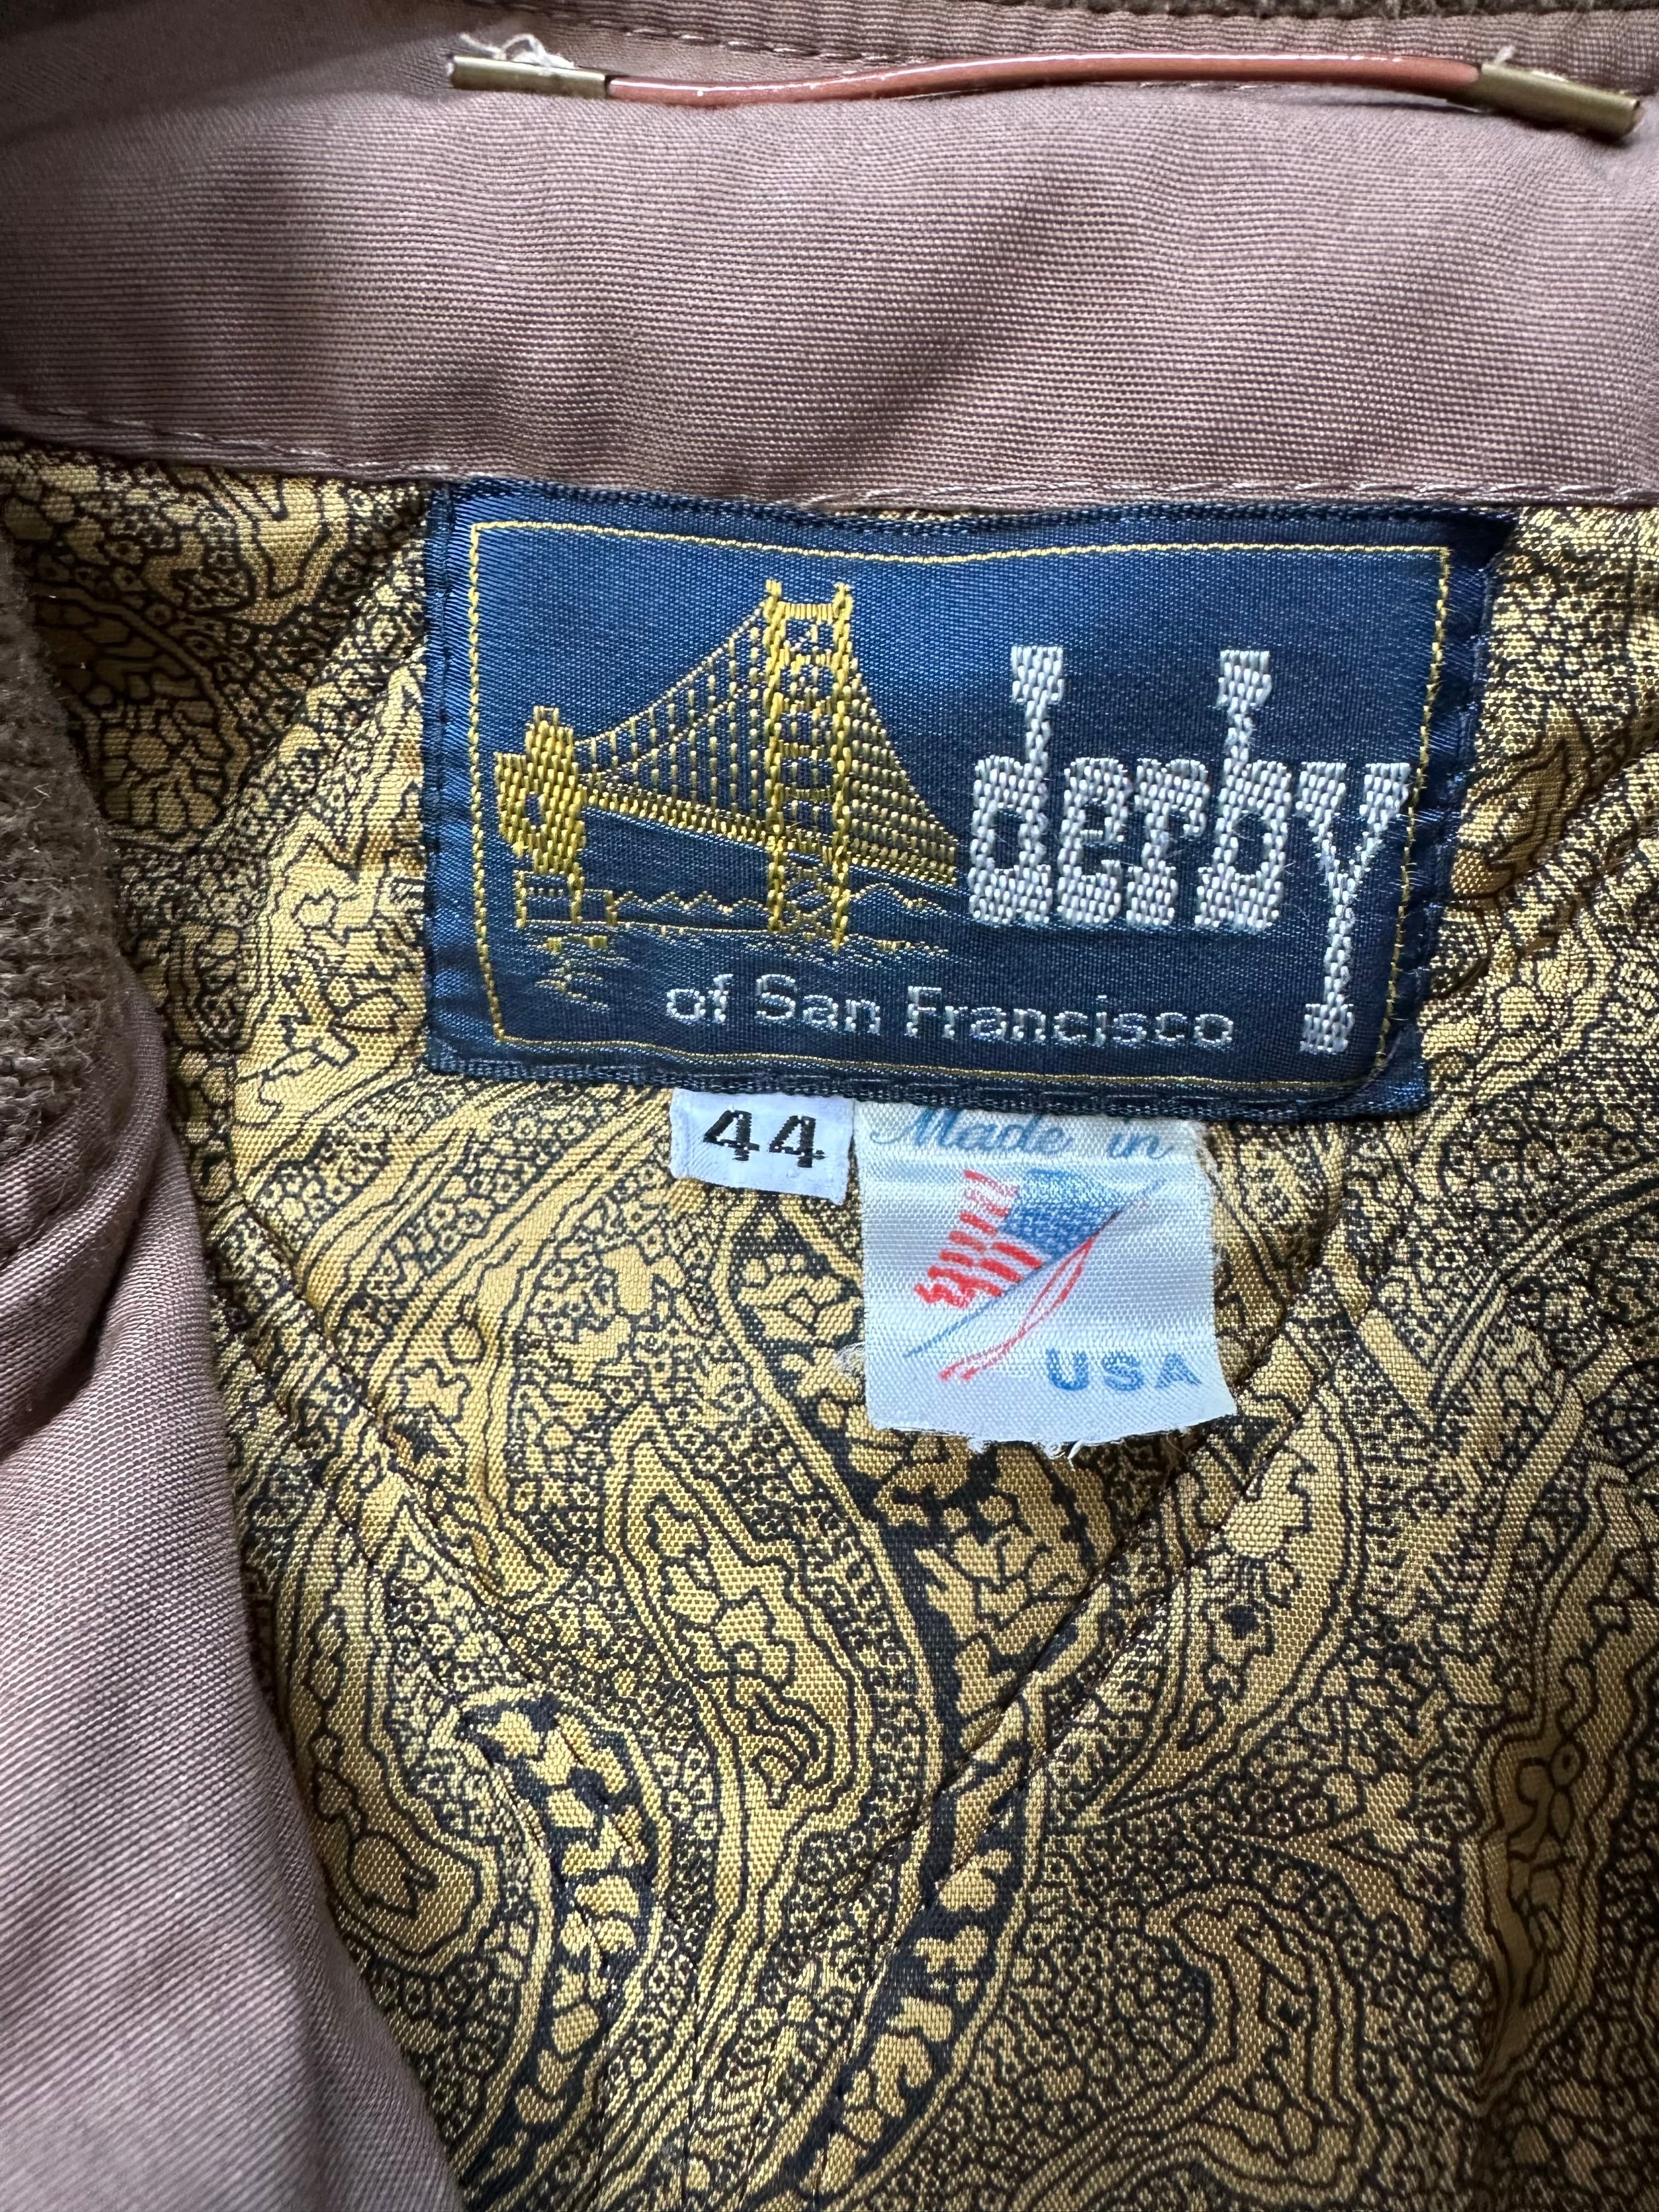 derby
of San Francisco
44
Made in
USA